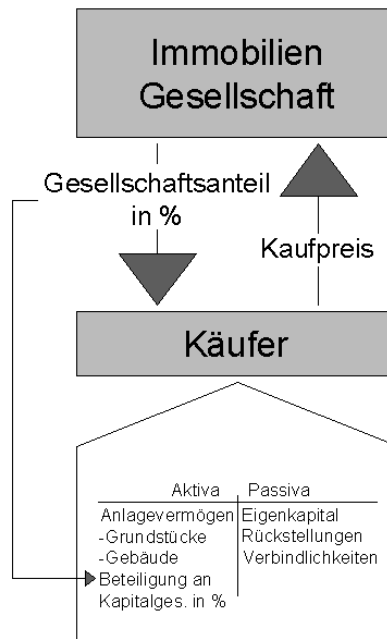 Immobilien
Gesellschaft
Gesellschaftsanteil
in %
Kaufpreis
Käufer
Aktiva Passiva
Anlagevermögen Eigenkapital
-Grundstücke Rückstellungen
-Gebäude Verbindlichkeiten
Beteiligung an
Kapitalges. in %